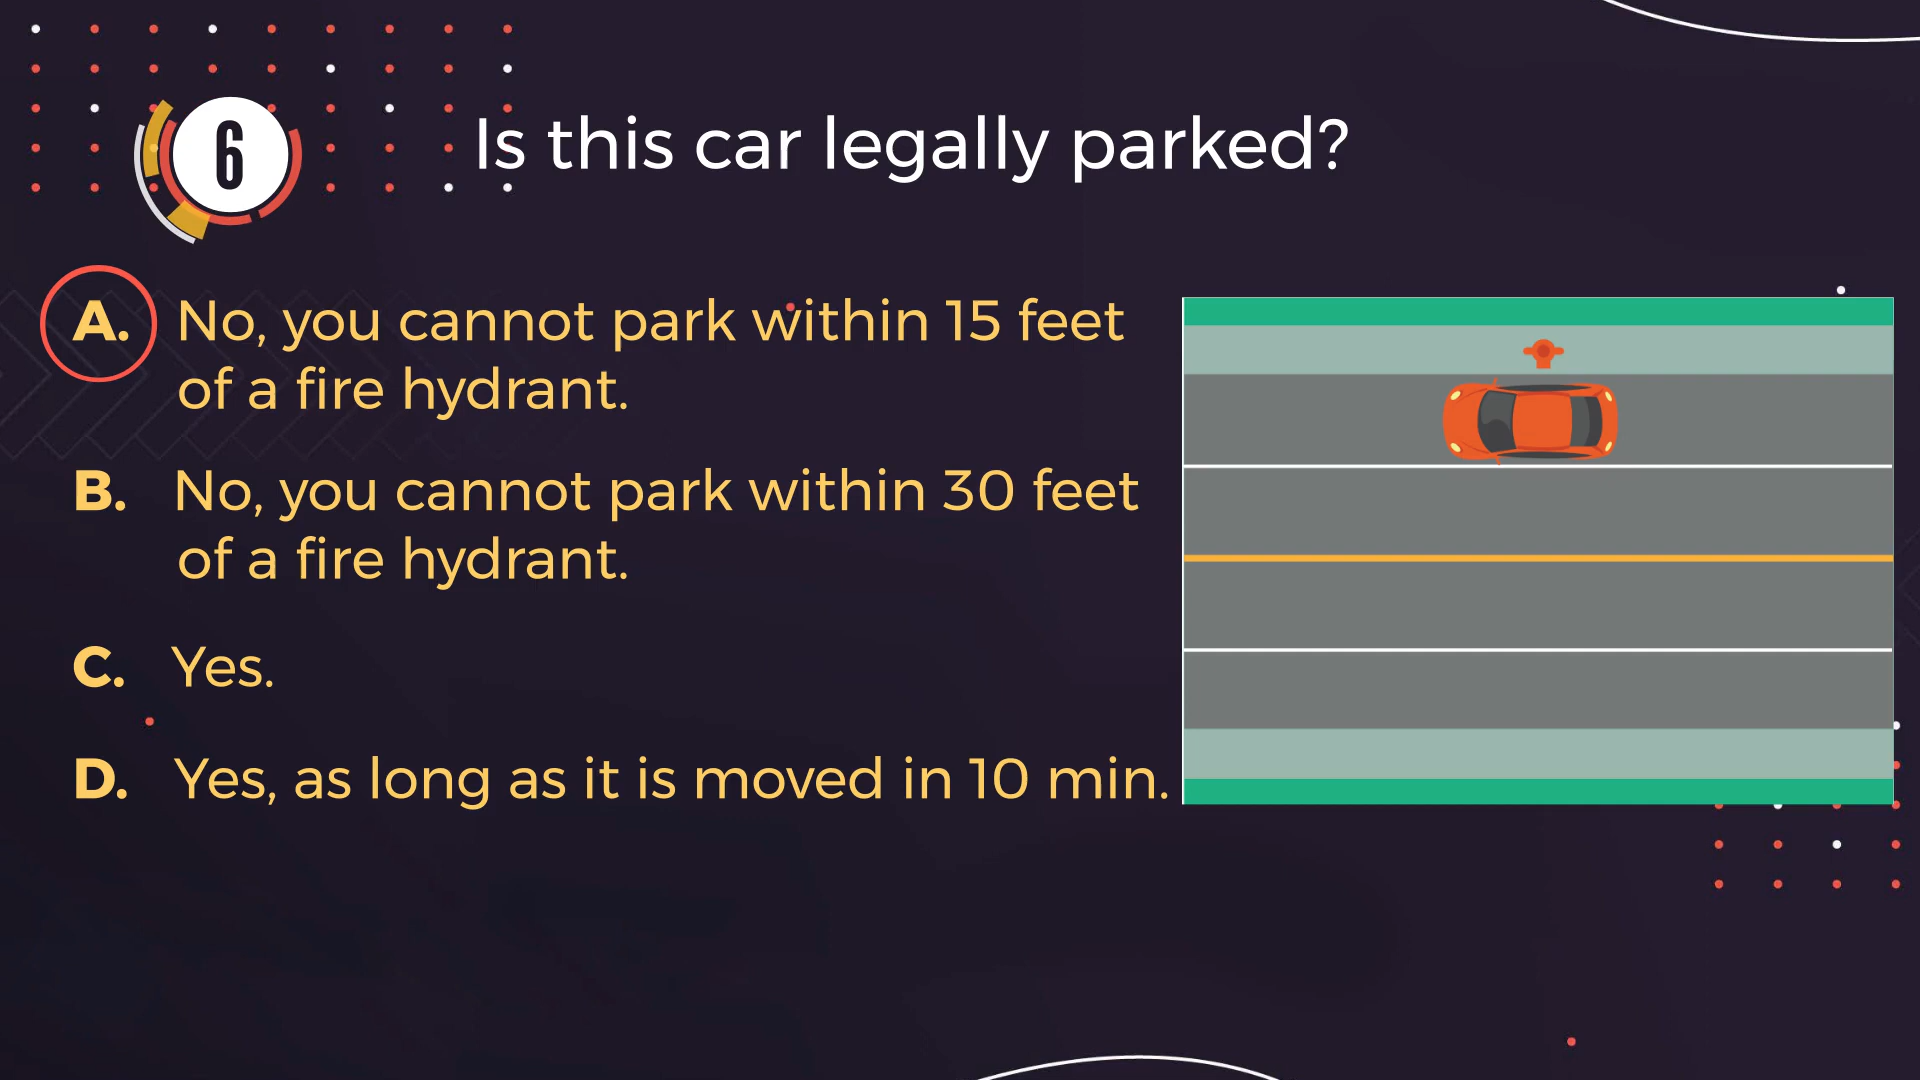 6
Is this car legally parked?
A. No, you cannot park within 15 feet
of a fire hydrant.
B. No, you cannot park within 30 feet
of a fire hydrant.
C. Yes.
D. Yes, as long as it is moved in 10 min.